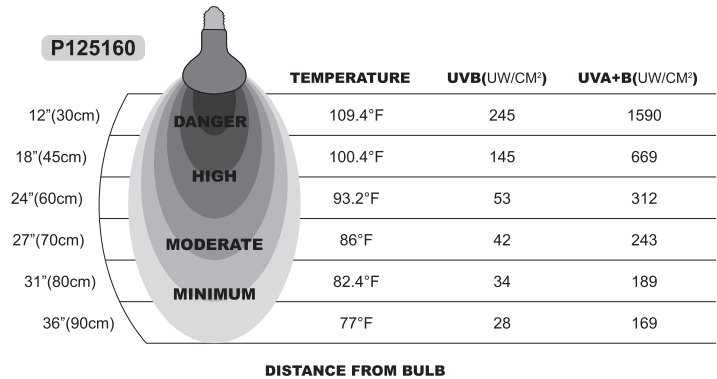 P125160
TEMPERATURE UVB(UW/CM²) UVA+B(UW/CM²)
12”(30cm) DANGER 109.4°F 245 1590
18”(45cm) 100.4°F 145 669
HIGH
24”(60cm) 93.2°F 53 312
27”(70cm) MODERATE 86°F 42 243
31”(80cm) 82.4°F 34 189
MINIMUM
36”(90cm) 77°F 28 169
DISTANCE FROM BULB